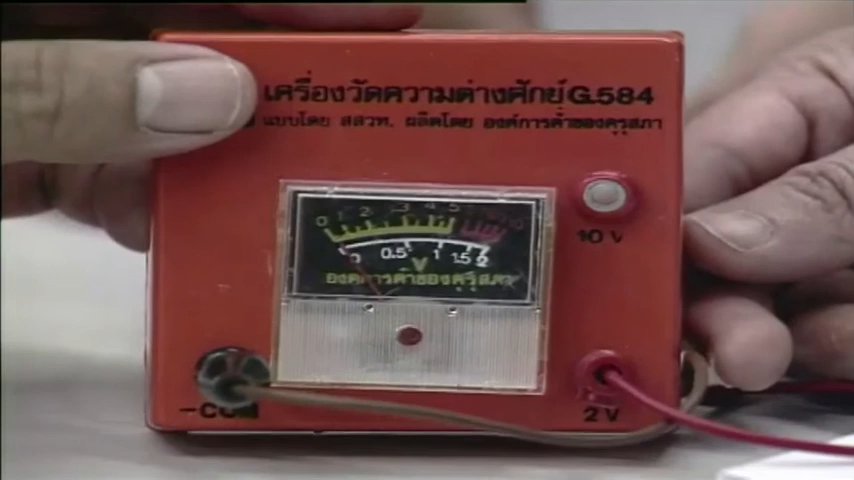 เครื่องวัดความต่างศักย์ G.584
แบบโดย สสวท. ผลิตโดย องค์การค้าของคุรุสภา
0 1 2 3 4 5
0 0.5 1 1.5 2
V
องค์การค้าของคุรุสภา
10 V
-COM
2 V